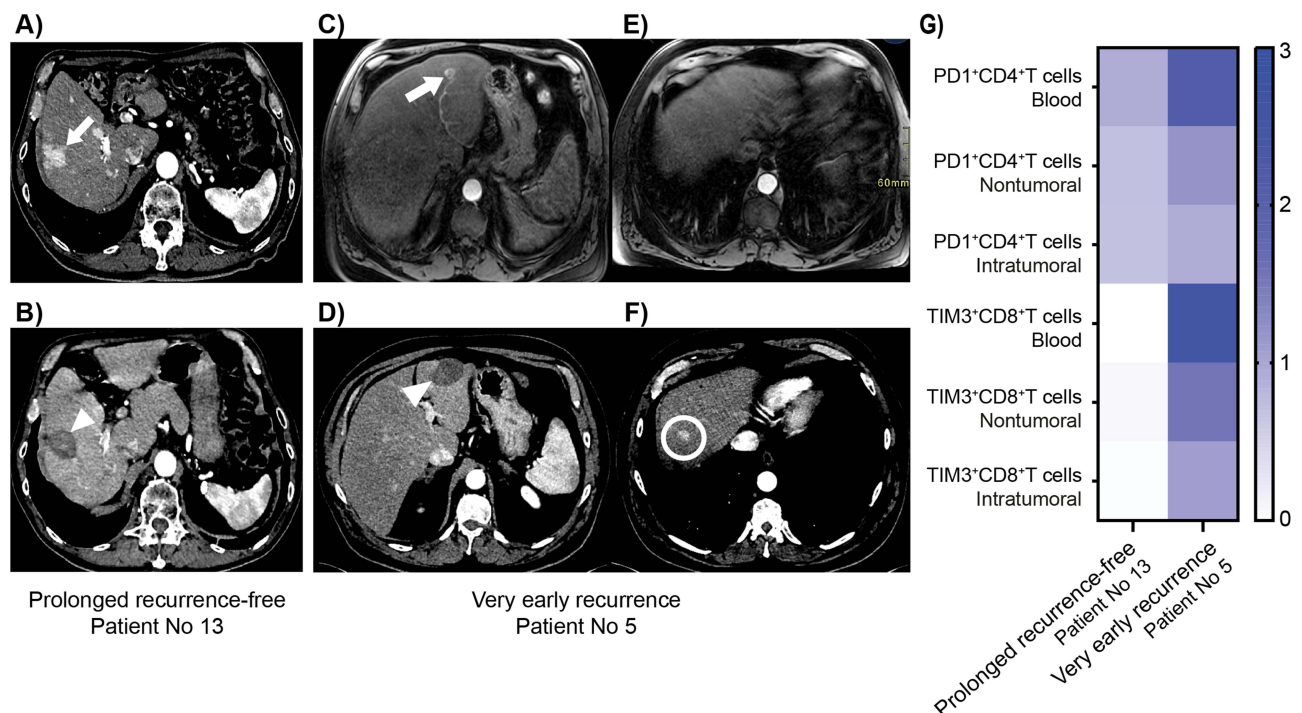 A)
C)
E)
G)
60mm
B)
D)
F)
Prolonged recurrence-free
Patient No 13
Very early recurrence
Patient No 5
PD1⁺CD4⁺T cells
Blood
PD1⁺CD4⁺T cells
Nontumoral
PD1⁺CD4⁺T cells
Intratumoral
TIM3⁺CD8⁺T cells
Blood
TIM3⁺CD8⁺T cells
Nontumoral
TIM3⁺CD8⁺T cells
Intratumoral
3
2
1
0
Prolonged recurrence-free
Patient No 13
Very early recurrence
Patient No 5